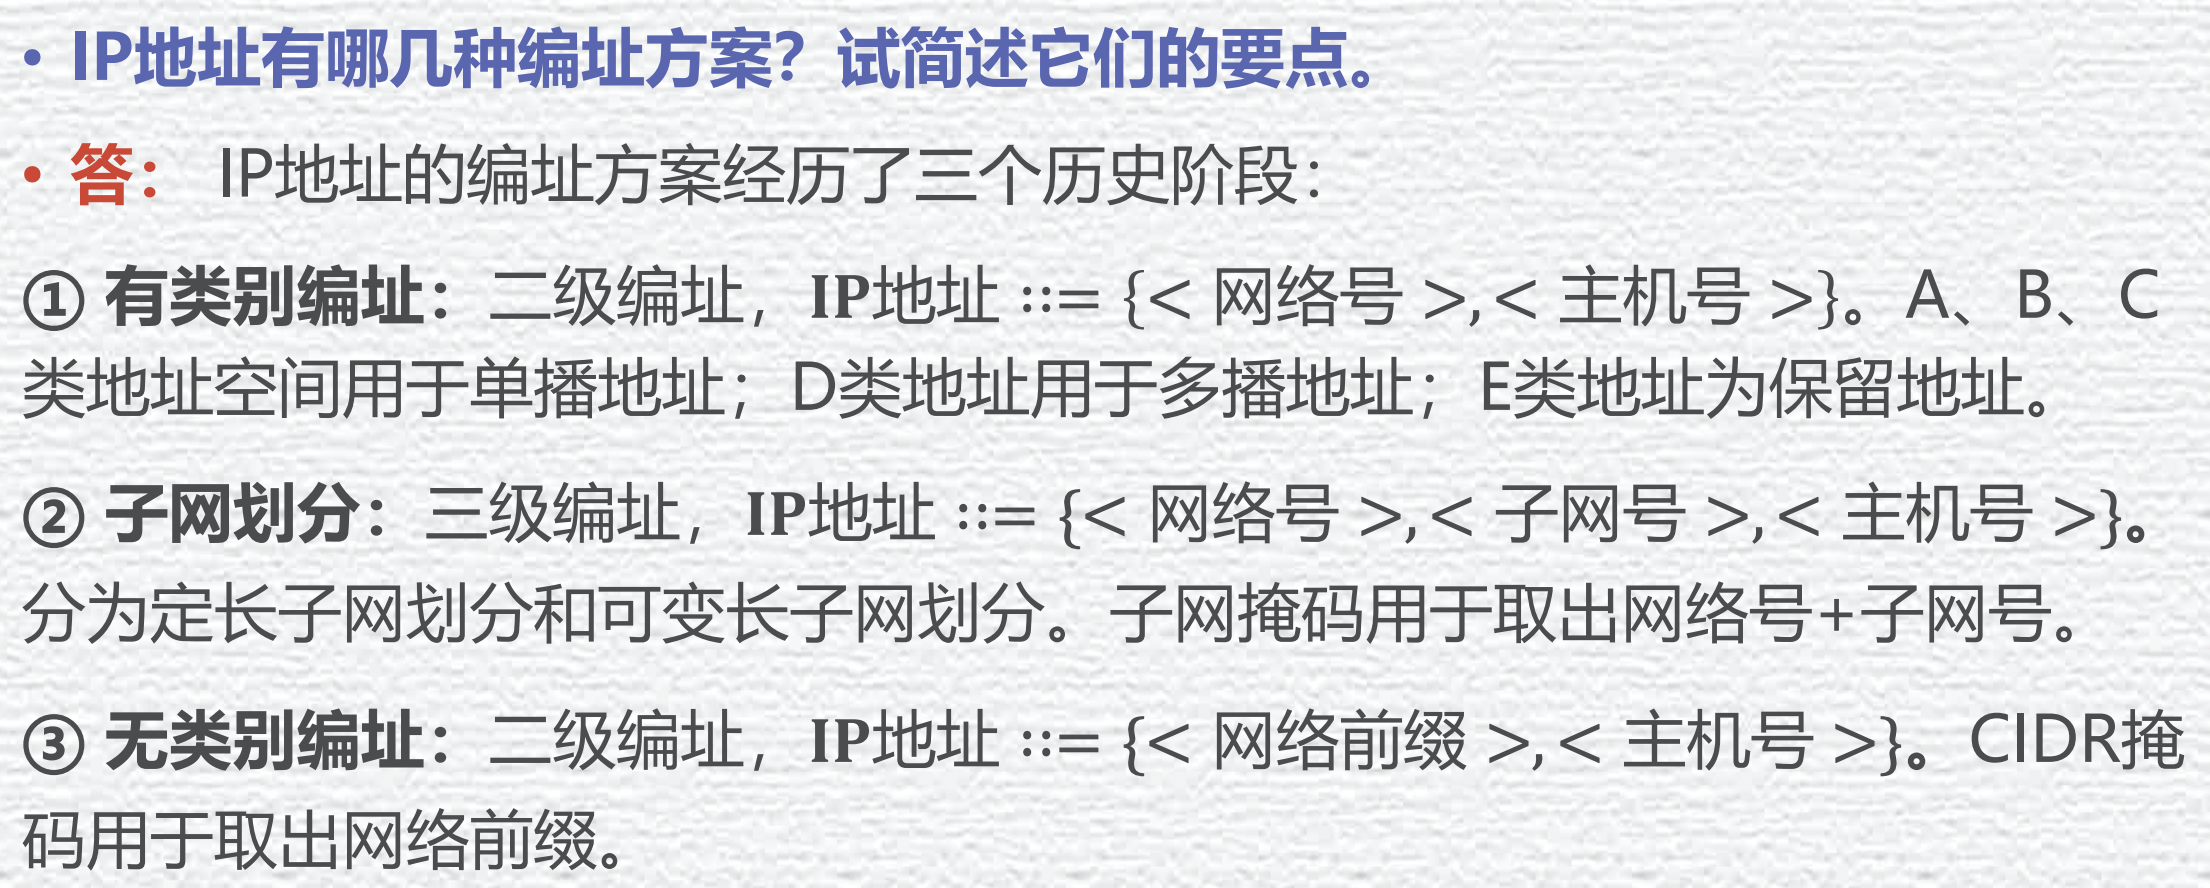 • IP地址有哪几种编址方案？试简述它们的要点。
• 答： IP地址的编址方案经历了三个历史阶段：
① 有类别编址：二级编址，IP地址 ::= {< 网络号 >,< 主机号 >}。A、B、C
类地址空间用于单播地址；D类地址用于多播地址；E类地址为保留地址。
② 子网划分：三级编址，IP地址 ::= {< 网络号 >,< 子网号 >,< 主机号 >}。
分为定长子网划分和可变长子网划分。子网掩码用于取出网络号+子网号。
③ 无类别编址：二级编址，IP地址 ::= {< 网络前缀 >,< 主机号 >}。CIDR掩
码用于取出网络前缀。